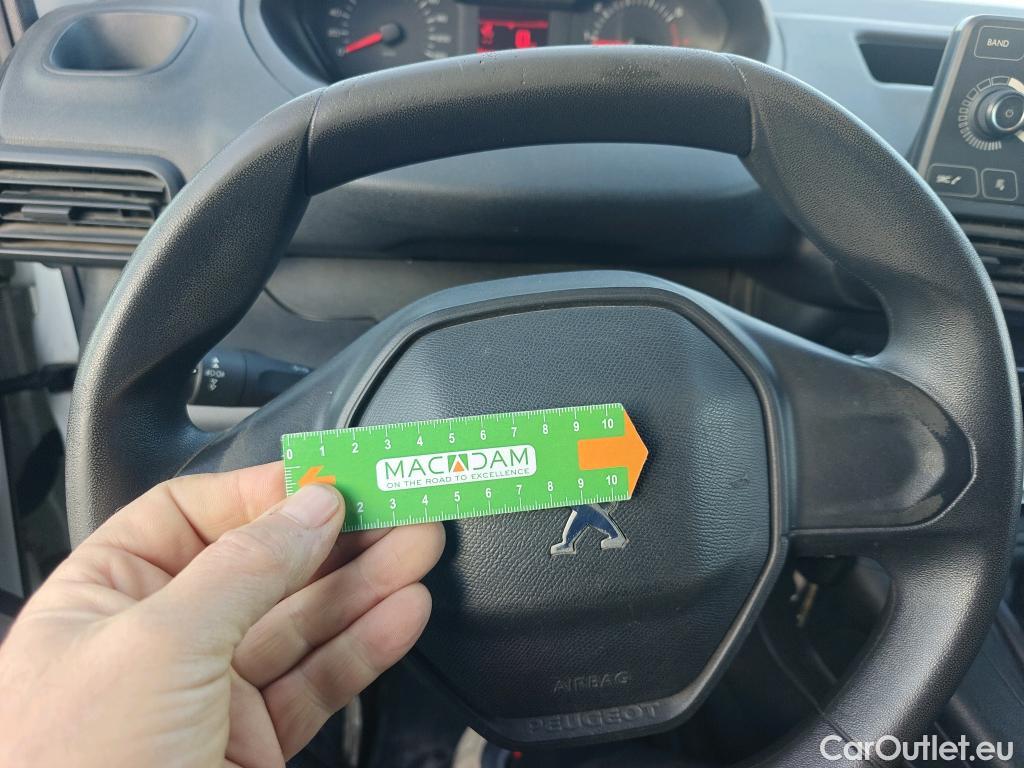 BAND
0 1 2 3 4 5 6 7 8 9 10
MACADAM
ON THE ROAD TO EXCELLENCE
2 3 4 5 6 7 8 9 10
AIRBAG
PEUGEOT
CarOutlet.eu